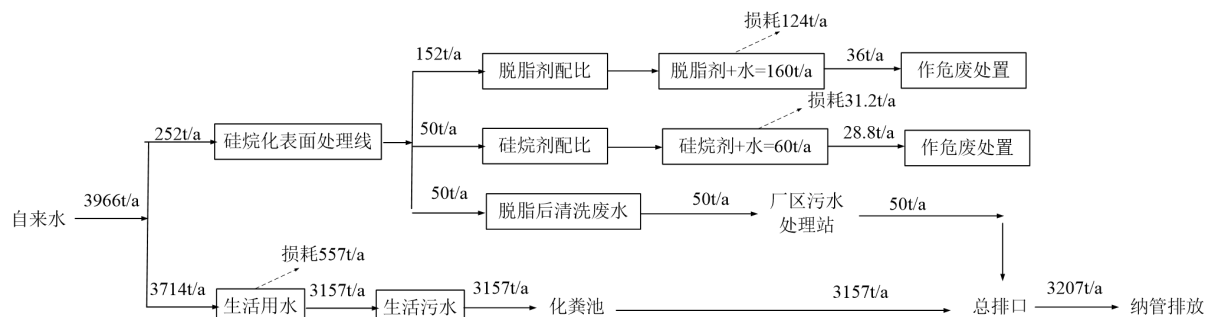 损耗124t/a
152t/a
脱脂剂配比
脱脂剂+水=160t/a
36t/a
作危废处置
损耗31.2t/a
252t/a
硅烷化表面处理线
50t/a
硅烷剂配比
硅烷剂+水=60t/a
28.8t/a
作危废处置
50t/a
脱脂后清洗废水
50t/a
厂区污水
处理站
50t/a
自来水
3966t/a
损耗557t/a
3714t/a
生活用水
3157t/a
生活污水
3157t/a
化粪池
3157t/a
总排口
3207t/a
纳管排放